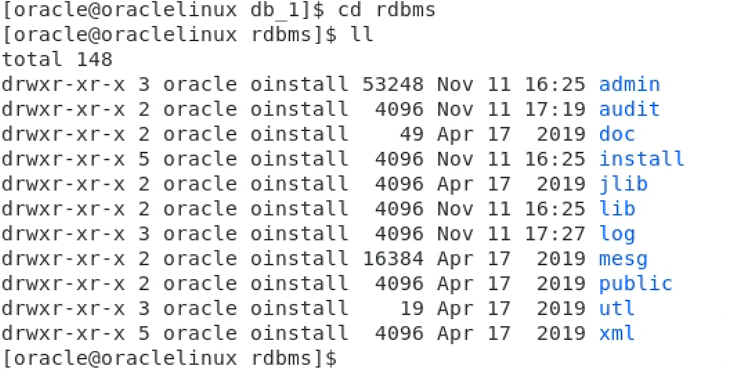 [oracle@oraclelinux db_1]$ cd rdbms
[oracle@oraclelinux rdbms]$ ll
total 148
drwxr-xr-x 3 oracle oinstall 53248 Nov 11 16:25 admin
drwxr-xr-x 2 oracle oinstall  4096 Nov 11 17:19 audit
drwxr-xr-x 2 oracle oinstall    49 Apr 17  2019 doc
drwxr-xr-x 5 oracle oinstall  4096 Nov 11 16:25 install
drwxr-xr-x 2 oracle oinstall  4096 Apr 17  2019 jlib
drwxr-xr-x 2 oracle oinstall  4096 Nov 11 16:25 lib
drwxr-xr-x 3 oracle oinstall  4096 Nov 11 17:27 log
drwxr-xr-x 2 oracle oinstall 16384 Apr 17  2019 mesg
drwxr-xr-x 2 oracle oinstall  4096 Apr 17  2019 public
drwxr-xr-x 3 oracle oinstall    19 Apr 17  2019 utl
drwxr-xr-x 5 oracle oinstall  4096 Apr 17  2019 xml
[oracle@oraclelinux rdbms]$